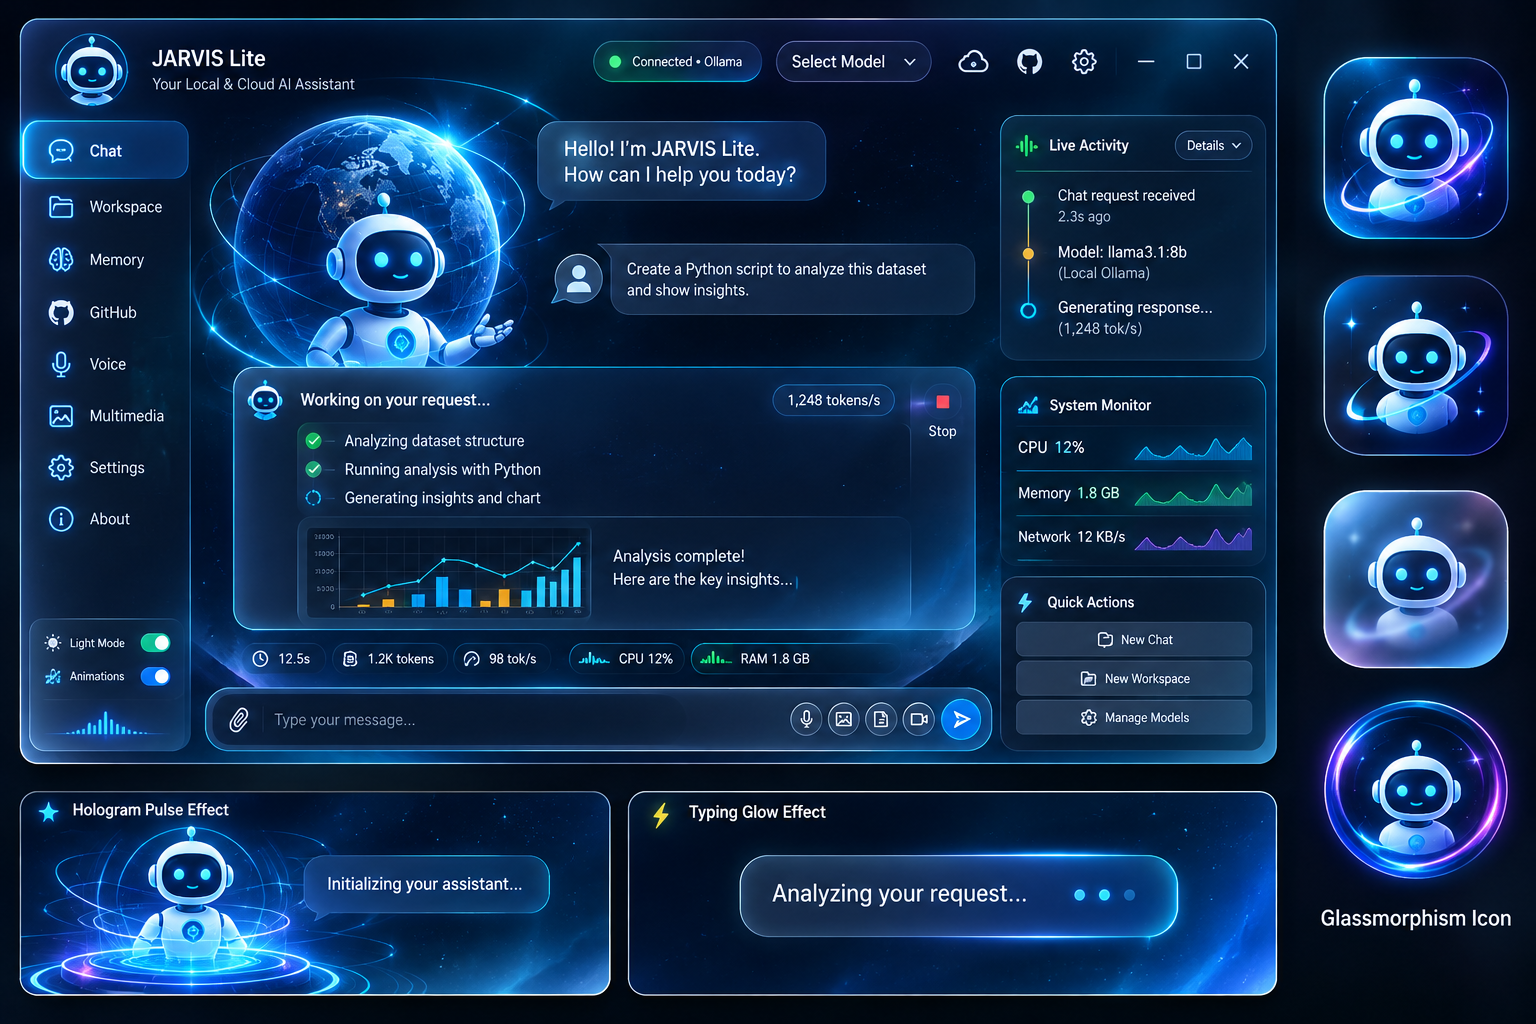 JARVIS Lite
Your Local & Cloud AI Assistant
Connected • Ollama
Select Model
Chat
Workspace
Memory
GitHub
Voice
Multimedia
Settings
About
Light Mode
Animations
Hello! I'm JARVIS Lite.
How can I help you today?
Create a Python script to analyze this dataset
and show insights.
Working on your request...
1,248 tokens/s
Stop
Analyzing dataset structure
Running analysis with Python
Generating insights and chart
Analysis complete!
Here are the key insights...
12.5s
1.2K tokens
98 tok/s
CPU 12%
RAM 1.8 GB
Type your message...
Live Activity
Details
Chat request received
2.3s ago
Model: llama3.1:8b
(Local Ollama)
Generating response...
(1,248 tok/s)
System Monitor
CPU 12%
Memory 1.8 GB
Network 12 KB/s
Quick Actions
New Chat
New Workspace
Manage Models
Hologram Pulse Effect
Initializing your assistant...
Typing Glow Effect
Analyzing your request...
Glassmorphism Icon